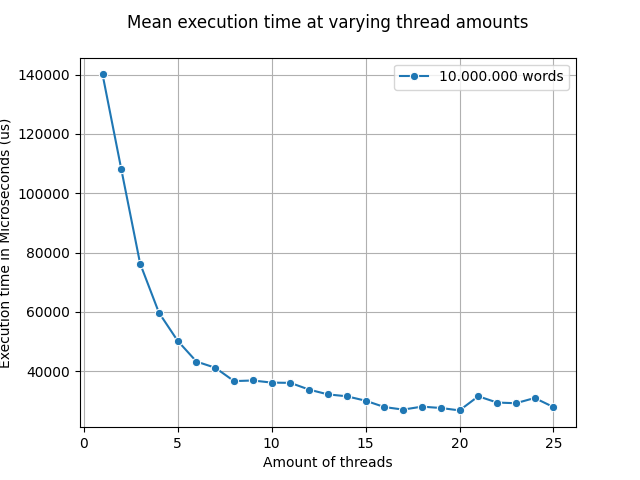 Mean execution time at varying thread amounts
10.000.000 words
Execution time in Microseconds (us)
140000
120000
100000
80000
60000
40000
0 5 10 15 20 25
Amount of threads